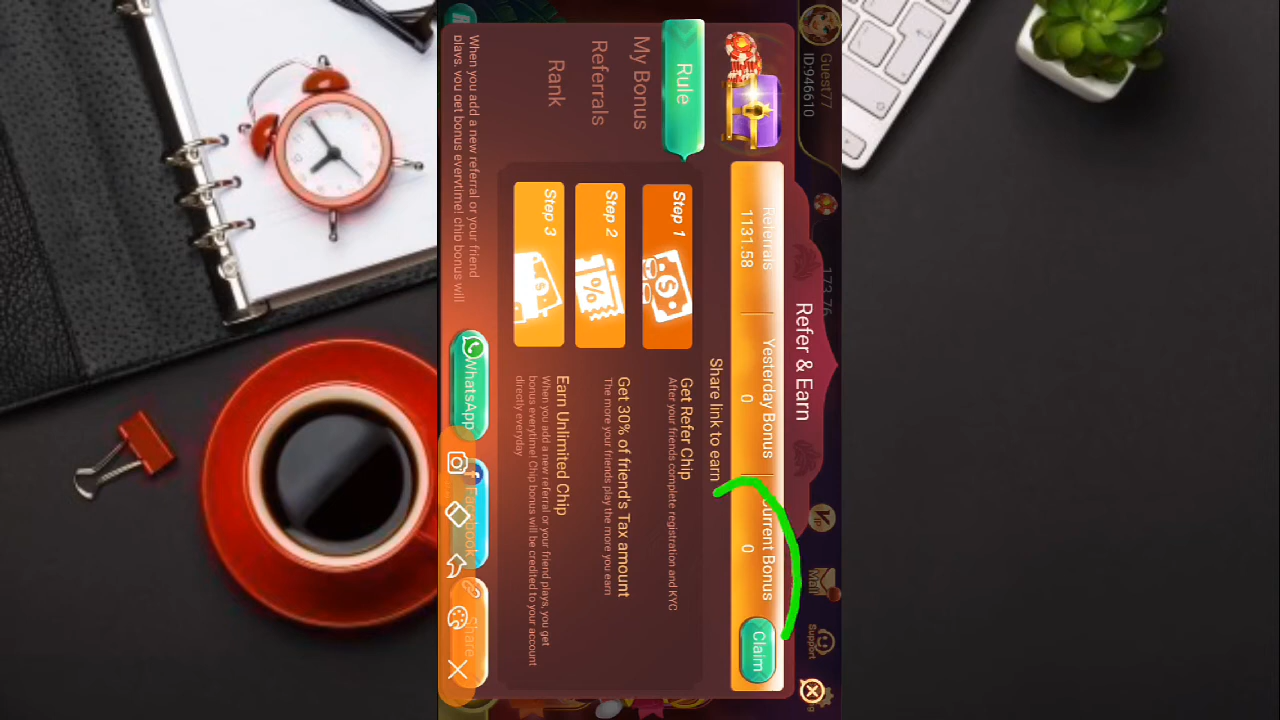 Guest77
ID:946610
173.76
Refer & Earn
Mail
Support
Referrals
1131.58
Yesterday Bonus
0
Current Bonus
0
Claim
Rule
My Bonus
Referrals
Rank
Share link to earn
Step 1
Get Refer Chip
After your friends complete registration and KYC
Step 2
Get 30% of friend's Tax amount
The more your friends play the more you earn
Step 3
Earn Unlimited Chip
When you add a new referral or your friend plays, you get
bonus everytime! Chip bonus will be credited to your account
directly everyday
When you add a new referral or your friend
plays, you get bonus everytime! chip bonus will
WhatsApp
Facebook
Share